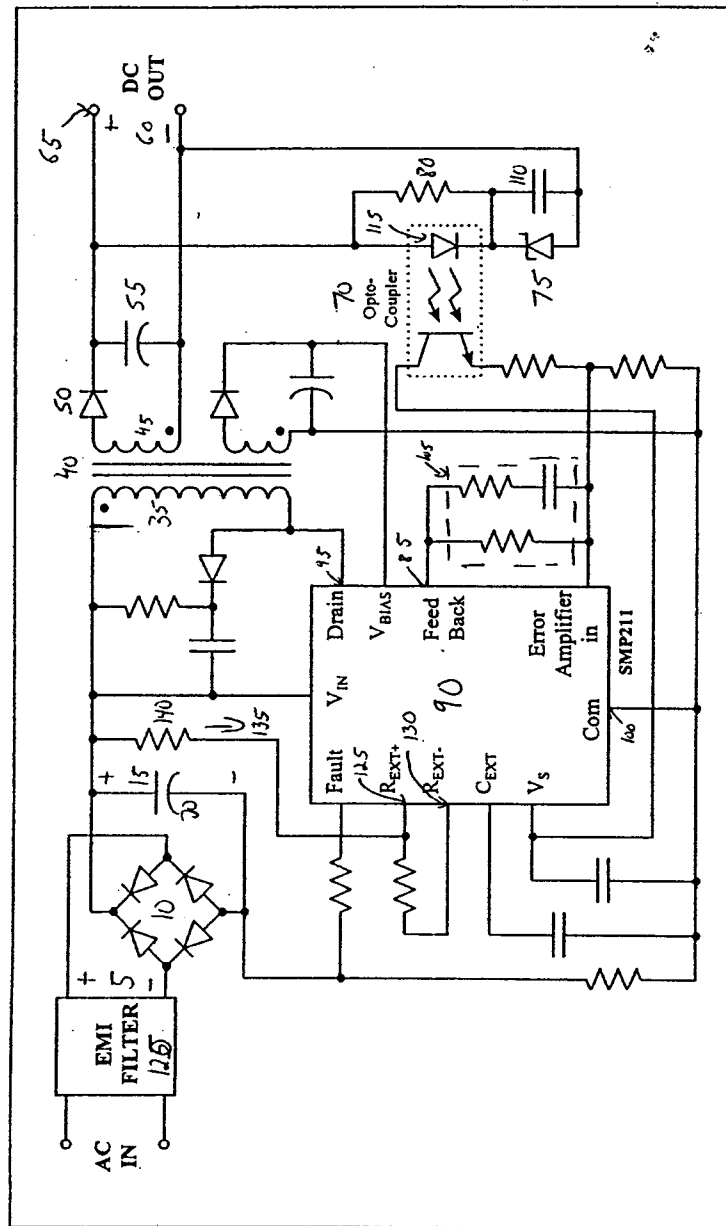 AC
IN
EMI
FILTER
120
+ 5 −
10
+
15
20
−
140
135
40
35
45
50
55
65
+
DC
OUT
60
−
80
110
115
70
Opto-
Coupler
75
105
95
85
Drain
V_BIAS
Feed
Back
Error
Amplifier
in
SMP211
V_IN
90
Fault
125
R_EXT+
130
R_EXT-
C_EXT
V_S
Com
100